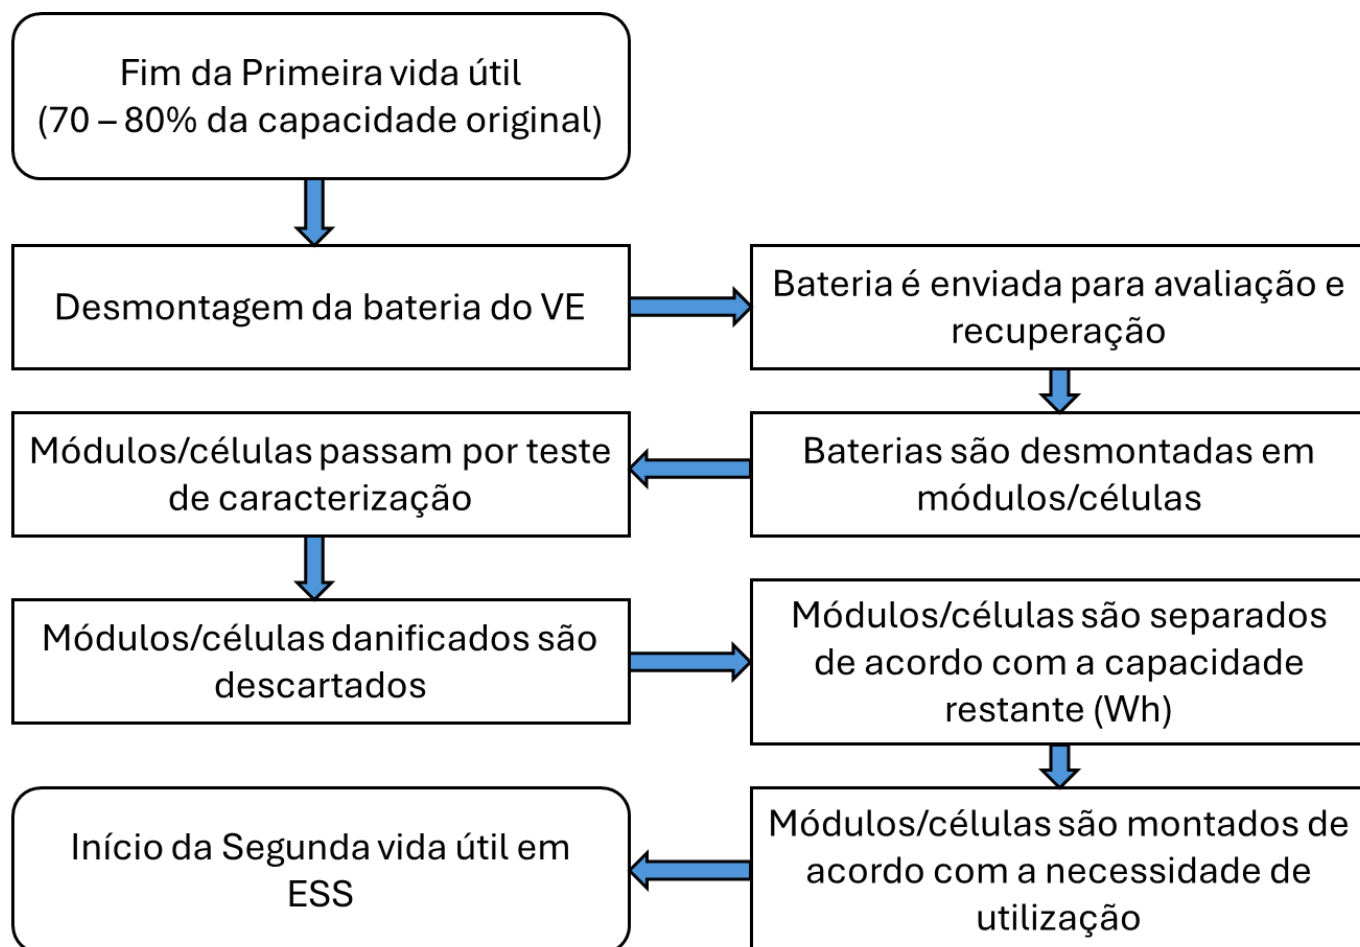 Fim da Primeira vida útil
(70 – 80% da capacidade original)
Desmontagem da bateria do VE
Bateria é enviada para avaliação e
recuperação
Baterias são desmontadas em
módulos/células
Módulos/células passam por teste
de caracterização
Módulos/células danificados são
descartados
Módulos/células são separados
de acordo com a capacidade
restante (Wh)
Módulos/células são montados de
acordo com a necessidade de
utilização
Início da Segunda vida útil em
ESS